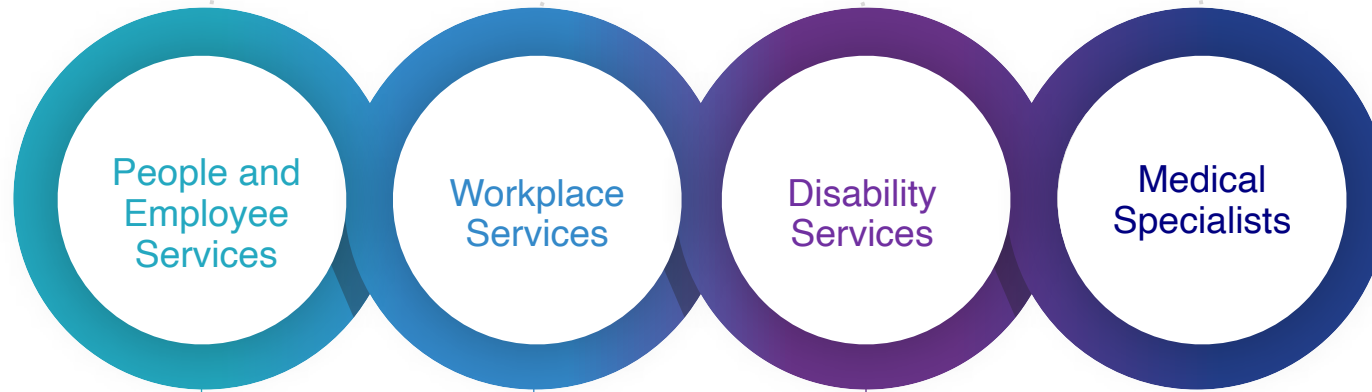 People and
Employee
Services
Workplace
Services
Disability
Services
Medical
Specialists